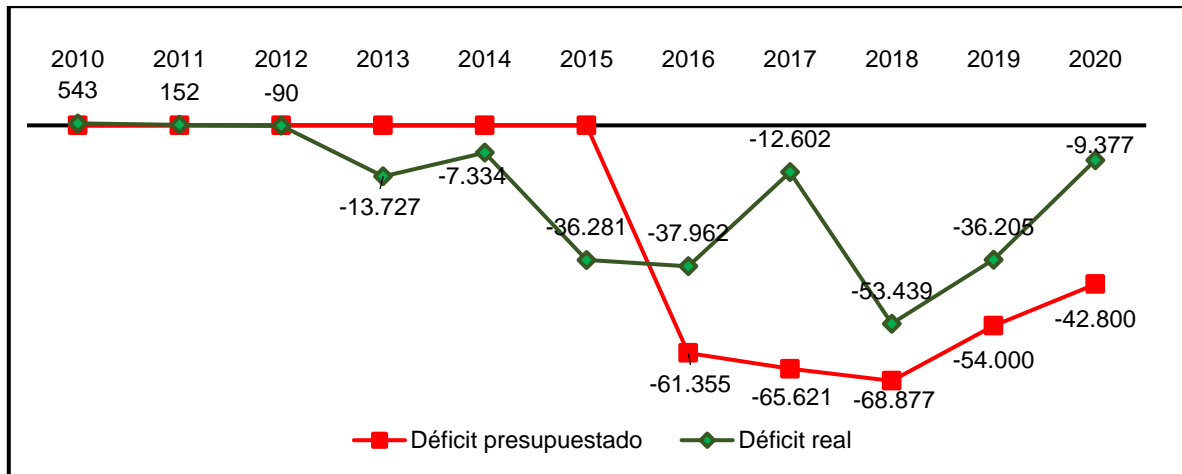 2010 2011 2012 2013 2014 2015 2016 2017 2018 2019 2020
543 152 -90
-12.602 -9.377
-7.334
-13.727
-36.281 -37.962 -36.205
-53.439
-42.800
-61.355 -65.621 -68.877 -54.000
Déficit presupuestado Déficit real